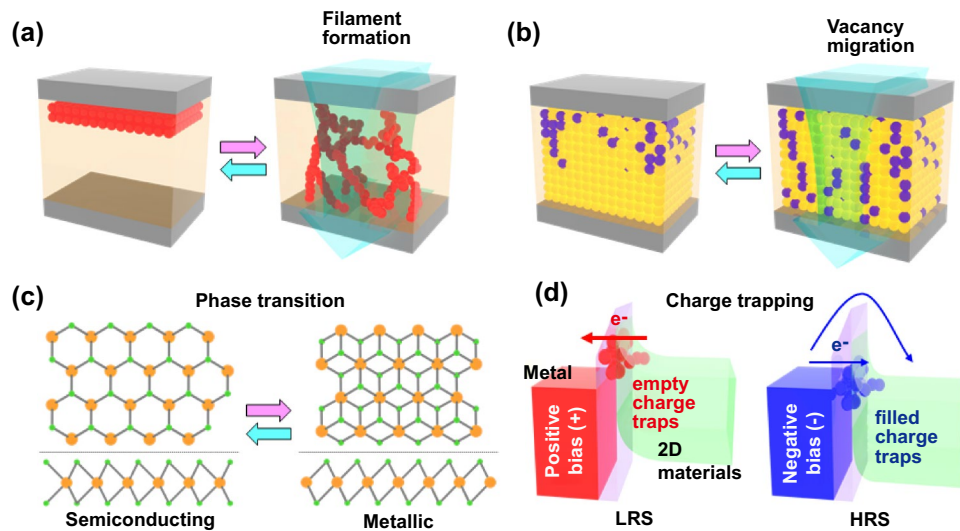 (a)
Filament
formation
(b)
Vacancy
migration
(c)
Phase transition
Semiconducting
Metallic
(d)
Charge trapping
e-
Metal
Positive
bias (+)
empty
charge
traps
2D
materials
LRS
e-
Negative
bias (-)
filled
charge
traps
HRS